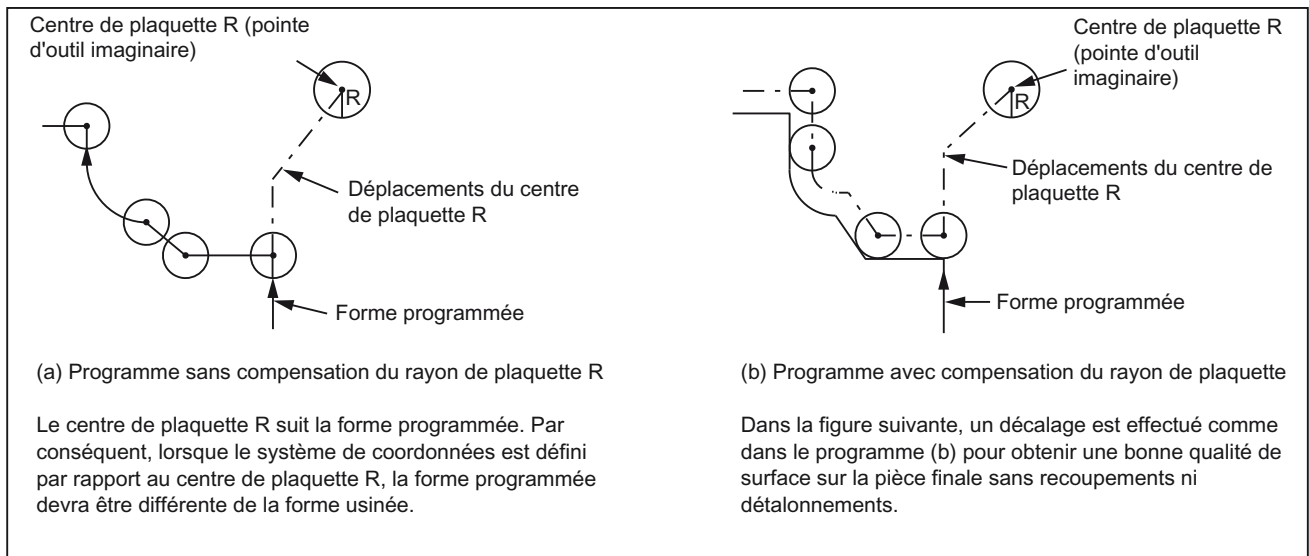 Centre de plaquette R (pointe
d'outil imaginaire)
R
Déplacements du centre
de plaquette R
Forme programmée
(a) Programme sans compensation du rayon de plaquette R
Le centre de plaquette R suit la forme programmée. Par
conséquent, lorsque le système de coordonnées est défini
par rapport au centre de plaquette R, la forme programmée
devra être différente de la forme usinée.
Centre de plaquette R
(pointe d'outil
imaginaire)
R
Déplacements du centre de
plaquette R
Forme programmée
(b) Programme avec compensation du rayon de plaquette
Dans la figure suivante, un décalage est effectué comme
dans le programme (b) pour obtenir une bonne qualité de
surface sur la pièce finale sans recoupements ni
détalonnements.